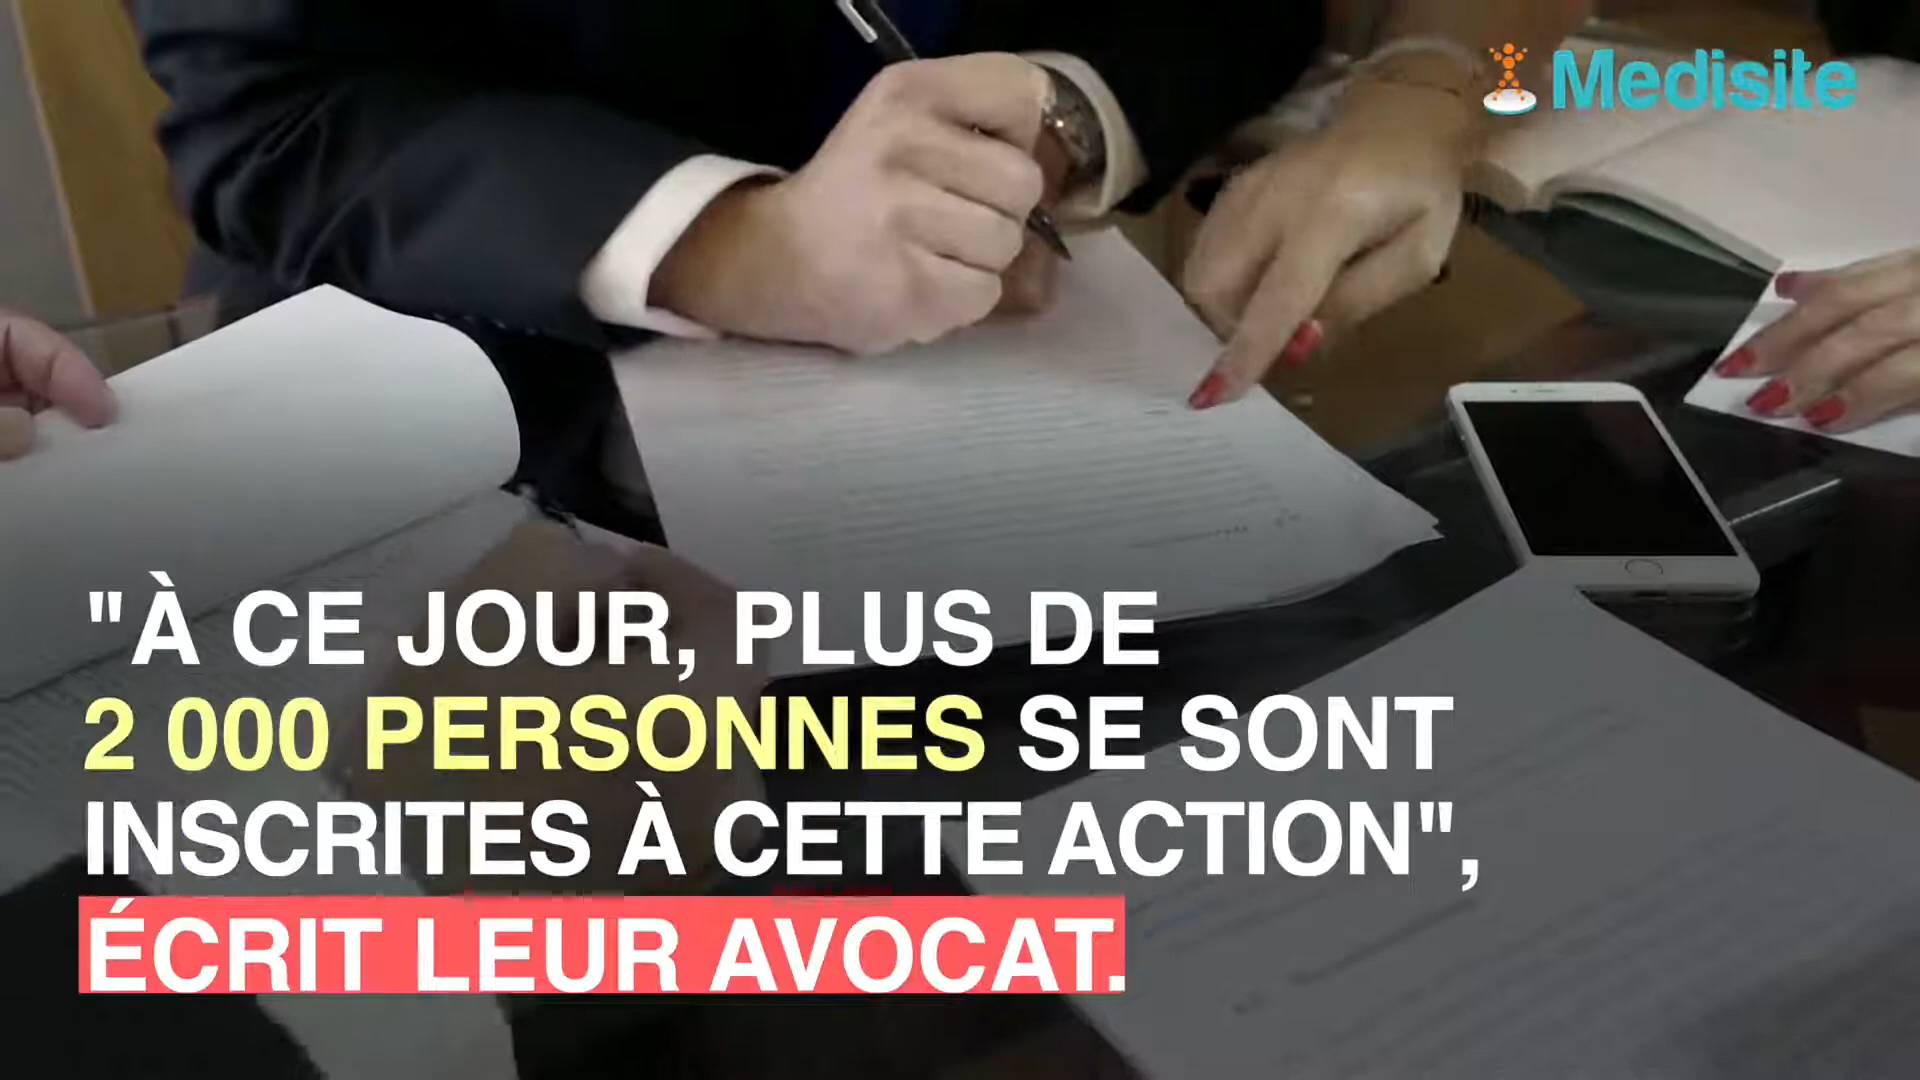 Medisite
"À CE JOUR, PLUS DE
2 000 PERSONNES SE SONT
INSCRITES À CETTE ACTION",
ÉCRIT LEUR AVOCAT.